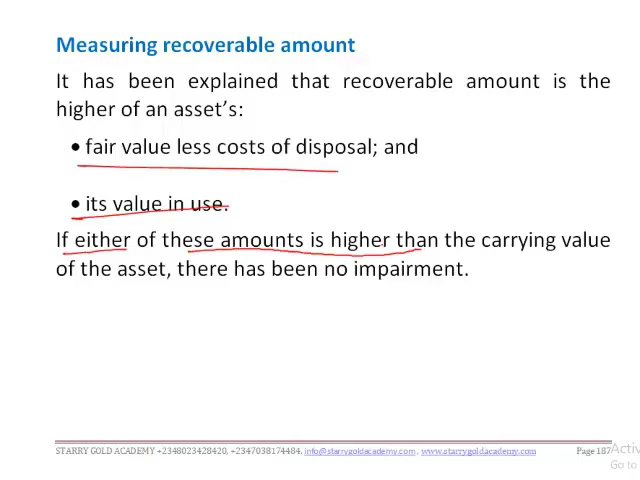 Measuring recoverable amount
It has been explained that recoverable amount is the
higher of an asset's:
• fair value less costs of disposal; and
• its value in use.
If either of these amounts is higher than the carrying value
of the asset, there has been no impairment.
STARRY GOLD ACADEMY +2348023428420, +2347038174484, info@starrygoldacademy.com, www.starrygoldacademy.com Page 187
Activ
Go to